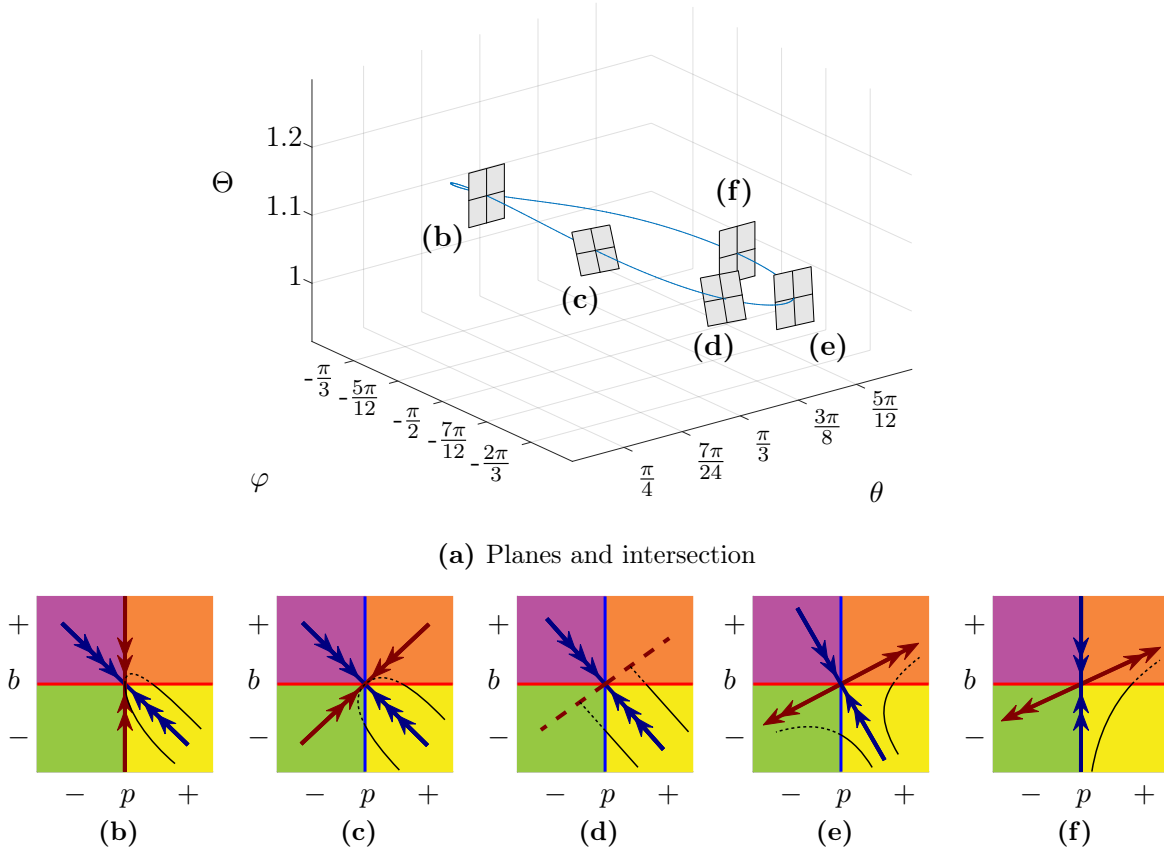 1.2
Θ
1.1
1
(b)
(c)
(f)
(d)
(e)
-π/3
-5π/12
-π/2
-7π/12
-2π/3
φ
π/4
7π/24
π/3
3π/8
5π/12
θ
(a) Planes and intersection
+ b −
− p +
(b)
+ b −
− p +
(c)
+ b −
− p +
(d)
+ b −
− p +
(e)
+ b −
− p +
(f)